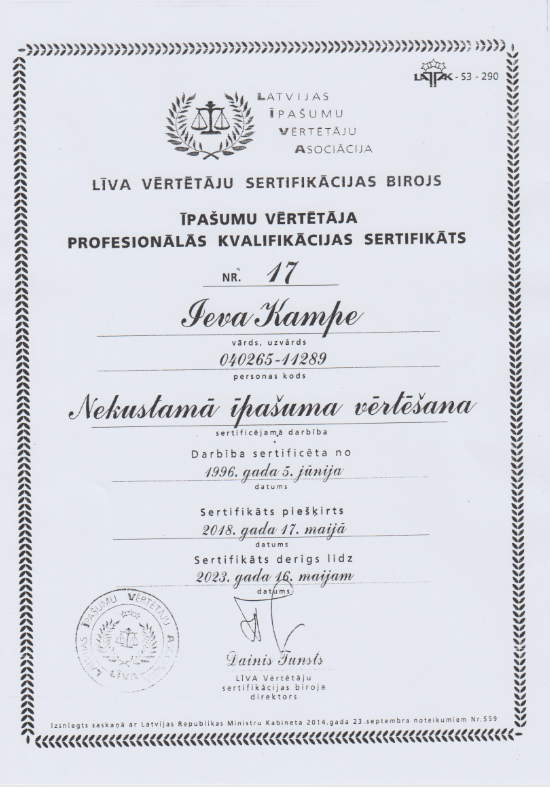 LATAK - S3 - 290
LATVIJAS
ĪPAŠUMU
VĒRTĒTĀJU
ASOCIĀCIJA
LĪVA VĒRTĒTĀJU SERTIFIKĀCIJAS BIROJS
ĪPAŠUMU VĒRTĒTĀJA
PROFESIONĀLĀS KVALIFIKĀCIJAS SERTIFIKĀTS
NR. 17
Ieva Kampe
vārds, uzvārds
040265-11289
personas kods
Nekustamā īpašuma vērtēšana
sertificējamā darbība
Darbība sertificēta no
1996. gada 5. jūnija
datums
Sertifikāts piešķirts
2018. gada 17. maijā
datums
Sertifikāts derīgs līdz
2023. gada 16. maijam
datums
LATVIJAS ĪPAŠUMU VĒRTĒTĀJU
LĪVA
Dainis Tunsts
LĪVA Vērtētāju
sertifikācijas biroja
direktors
Izsniegts saskaņā ar Latvijas Republikas Ministru Kabineta 2014.gada 23.septembra noteikumiem Nr.559